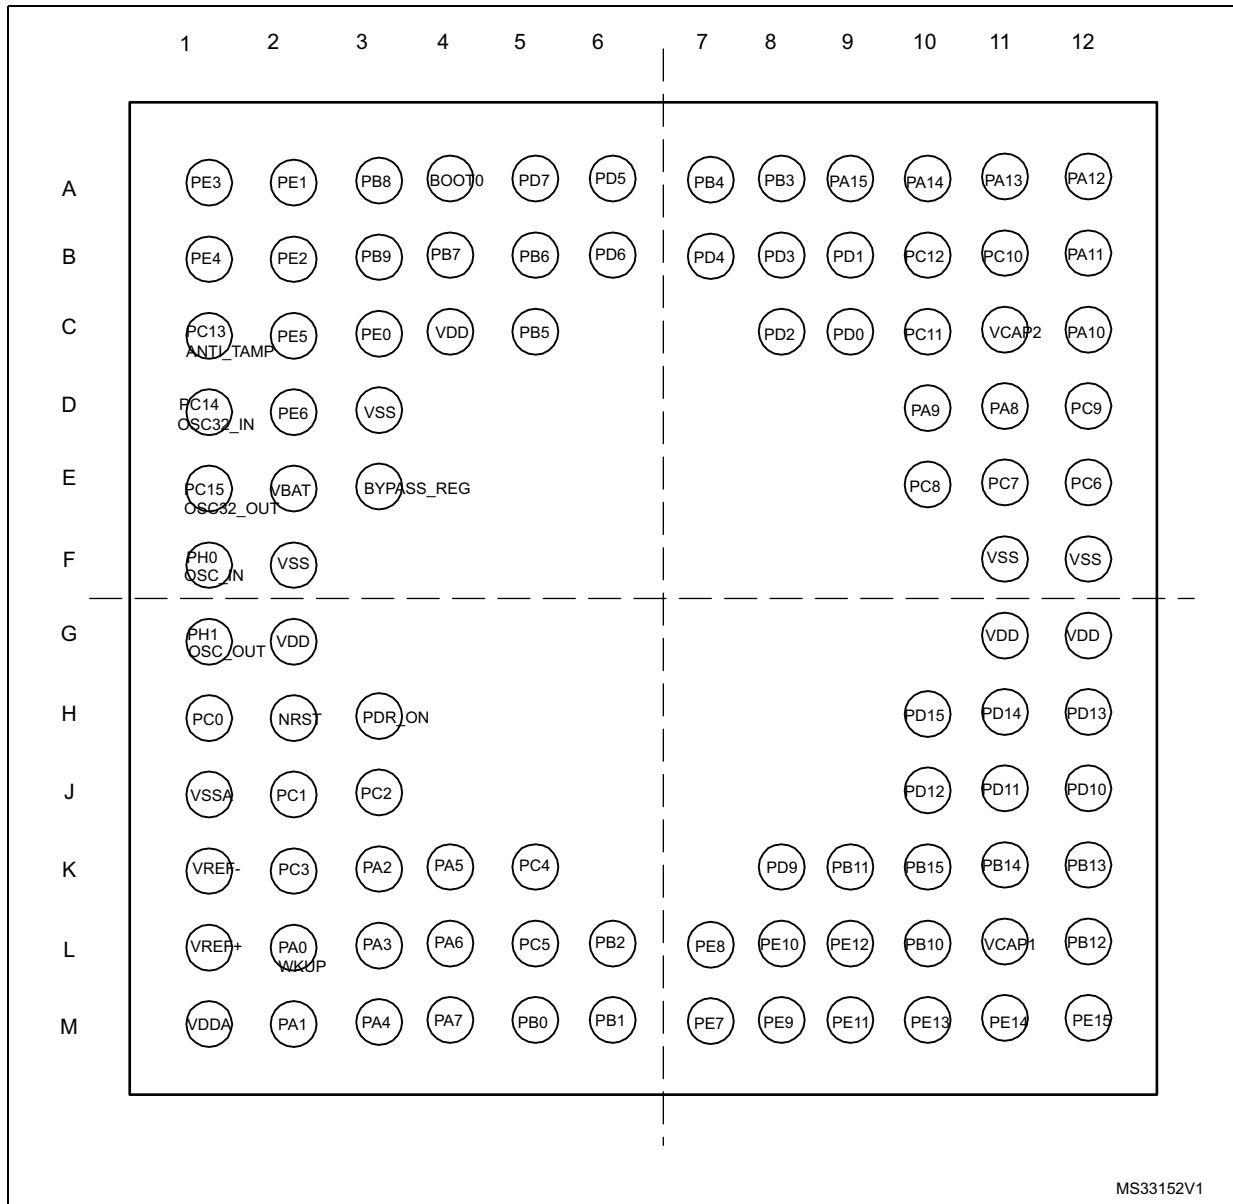 1 2 3 4 5 6 7 8 9 10 11 12
A PE3 PE1 PB8 BOOT0 PD7 PD5 PB4 PB3 PA15 PA14 PA13 PA12
B PE4 PE2 PB9 PB7 PB6 PD6 PD4 PD3 PD1 PC12 PC10 PA11
C PC13 PE5 PE0 VDD PB5 PD2 PD0 PC11 VCAP2 PA10
ANTI_TAMP
D PC14 PE6 VSS PA9 PA8 PC9
OSC32_IN
E PC15 VBAT BYPASS_REG PC8 PC7 PC6
OSC32_OUT
F PH0 VSS VSS VSS
OSC_IN
G PH1 VDD VDD VDD
OSC_OUT
H PC0 NRST PDR_ON PD15 PD14 PD13
J VSSA PC1 PC2 PD12 PD11 PD10
K VREF- PC3 PA2 PA5 PC4 PD9 PB11 PB15 PB14 PB13
L VREF+ PA0 PA3 PA6 PC5 PB2 PE8 PE10 PE12 PB10 VCAP1 PB12
WKUP
M VDDA PA1 PA4 PA7 PB0 PB1 PE7 PE9 PE11 PE13 PE14 PE15
MS33152V1